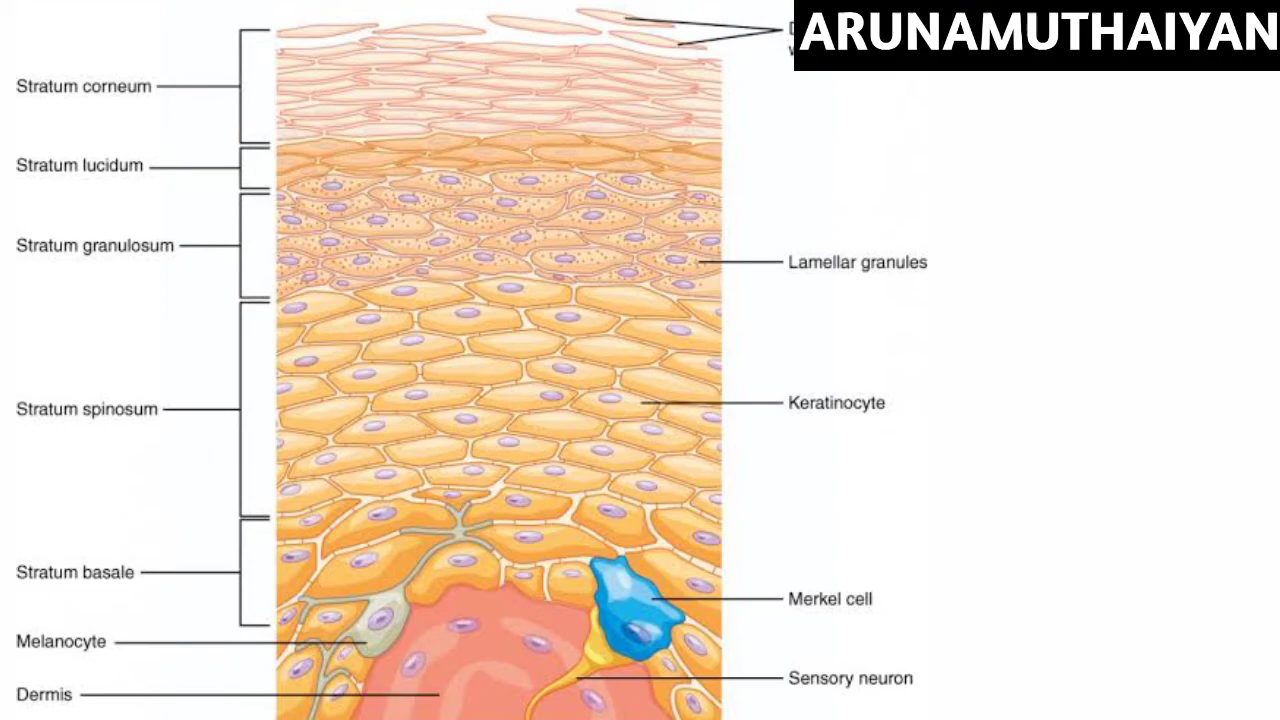 ARUNAMUTHAIYAN
Stratum corneum
Stratum lucidum
Stratum granulosum
Lamellar granules
Stratum spinosum
Keratinocyte
Stratum basale
Merkel cell
Melanocyte
Sensory neuron
Dermis